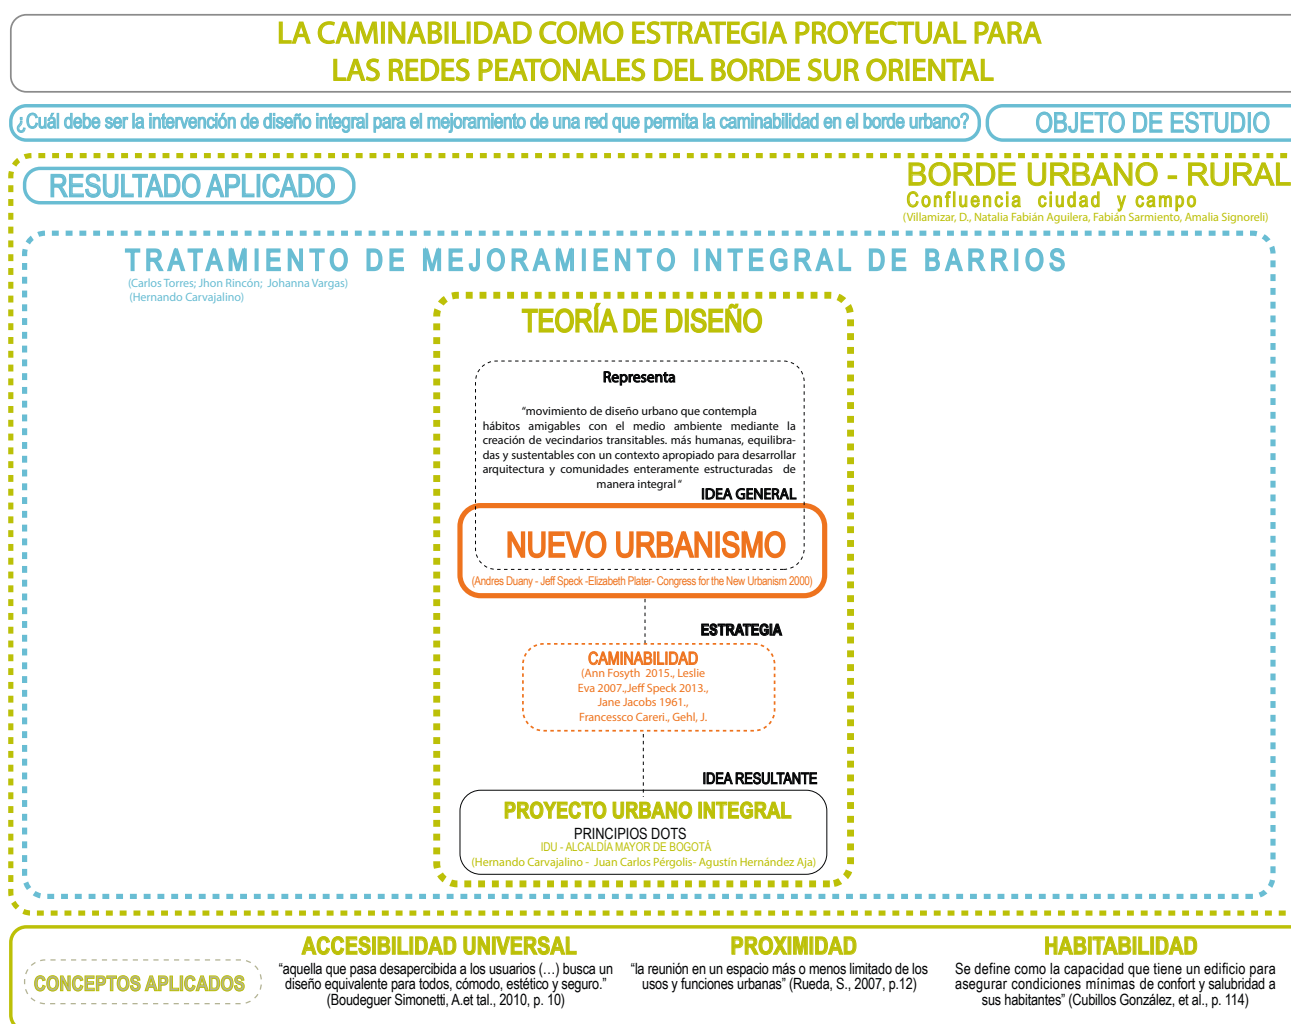 LA CAMINABILIDAD COMO ESTRATEGIA PROYECTUAL PARA
LAS REDES PEATONALES DEL BORDE SUR ORIENTAL
¿Cuál debe ser la intervención de diseño integral para el mejoramiento de una red que permita la caminabilidad en el borde urbano?
OBJETO DE ESTUDIO
RESULTADO APLICADO
BORDE URBANO - RURAL
Confluencia ciudad y campo
(Villamizar, D., Natalia Fabián Aguilera, Fabián Sarmiento, Amalia Signoreli)
TRATAMIENTO DE MEJORAMIENTO INTEGRAL DE BARRIOS
(Carlos Torres; Jhon Rincón; Johanna Vargas)
(Hernando Carvajalino)
TEORÍA DE DISEÑO
Representa
“movimiento de diseño urbano que contempla
hábitos amigables con el medio ambiente mediante la
creación de vecindarios transitables. más humanas, equilibra-
das y sustentables con un contexto apropiado para desarrollar
arquitectura y comunidades enteramente estructuradas de
manera integral “
IDEA GENERAL
NUEVO URBANISMO
(Andres Duany - Jeff Speck -Elizabeth Plater- Congress for the New Urbanism 2000)
ESTRATEGIA
CAMINABILIDAD
(Ann Fosyth 2015., Leslie
Eva 2007.,Jeff Speck 2013.,
Jane Jacobs 1961.,
Francessco Careri., Gehl, J.
IDEA RESULTANTE
PROYECTO URBANO INTEGRAL
PRINCIPIOS DOTS
IDU - ALCALDÍA MAYOR DE BOGOTÁ
(Hernando Carvajalino - Juan Carlos Pérgolis- Agustín Hernández Aja)
CONCEPTOS APLICADOS
ACCESIBILIDAD UNIVERSAL
“aquella que pasa desapercibida a los usuarios (…) busca un
diseño equivalente para todos, cómodo, estético y seguro.”
(Boudeguer Simonetti, A.et tal., 2010, p. 10)
PROXIMIDAD
“la reunión en un espacio más o menos limitado de los
usos y funciones urbanas” (Rueda, S., 2007, p.12)
HABITABILIDAD
Se define como la capacidad que tiene un edificio para
asegurar condiciones mínimas de confort y salubridad a
sus habitantes” (Cubillos González, et al., p. 114)